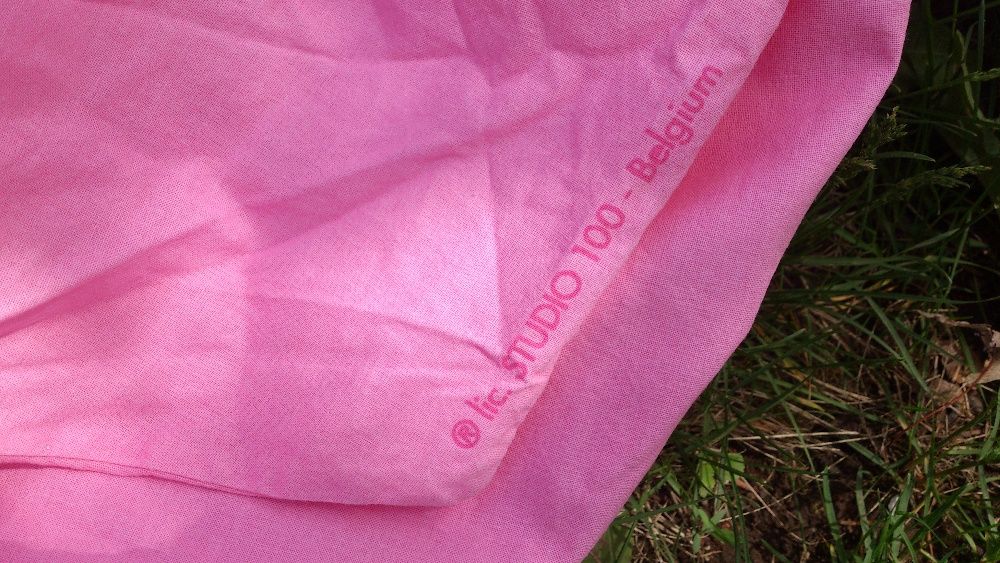 ® lic. STUDIO 100 - Belgium